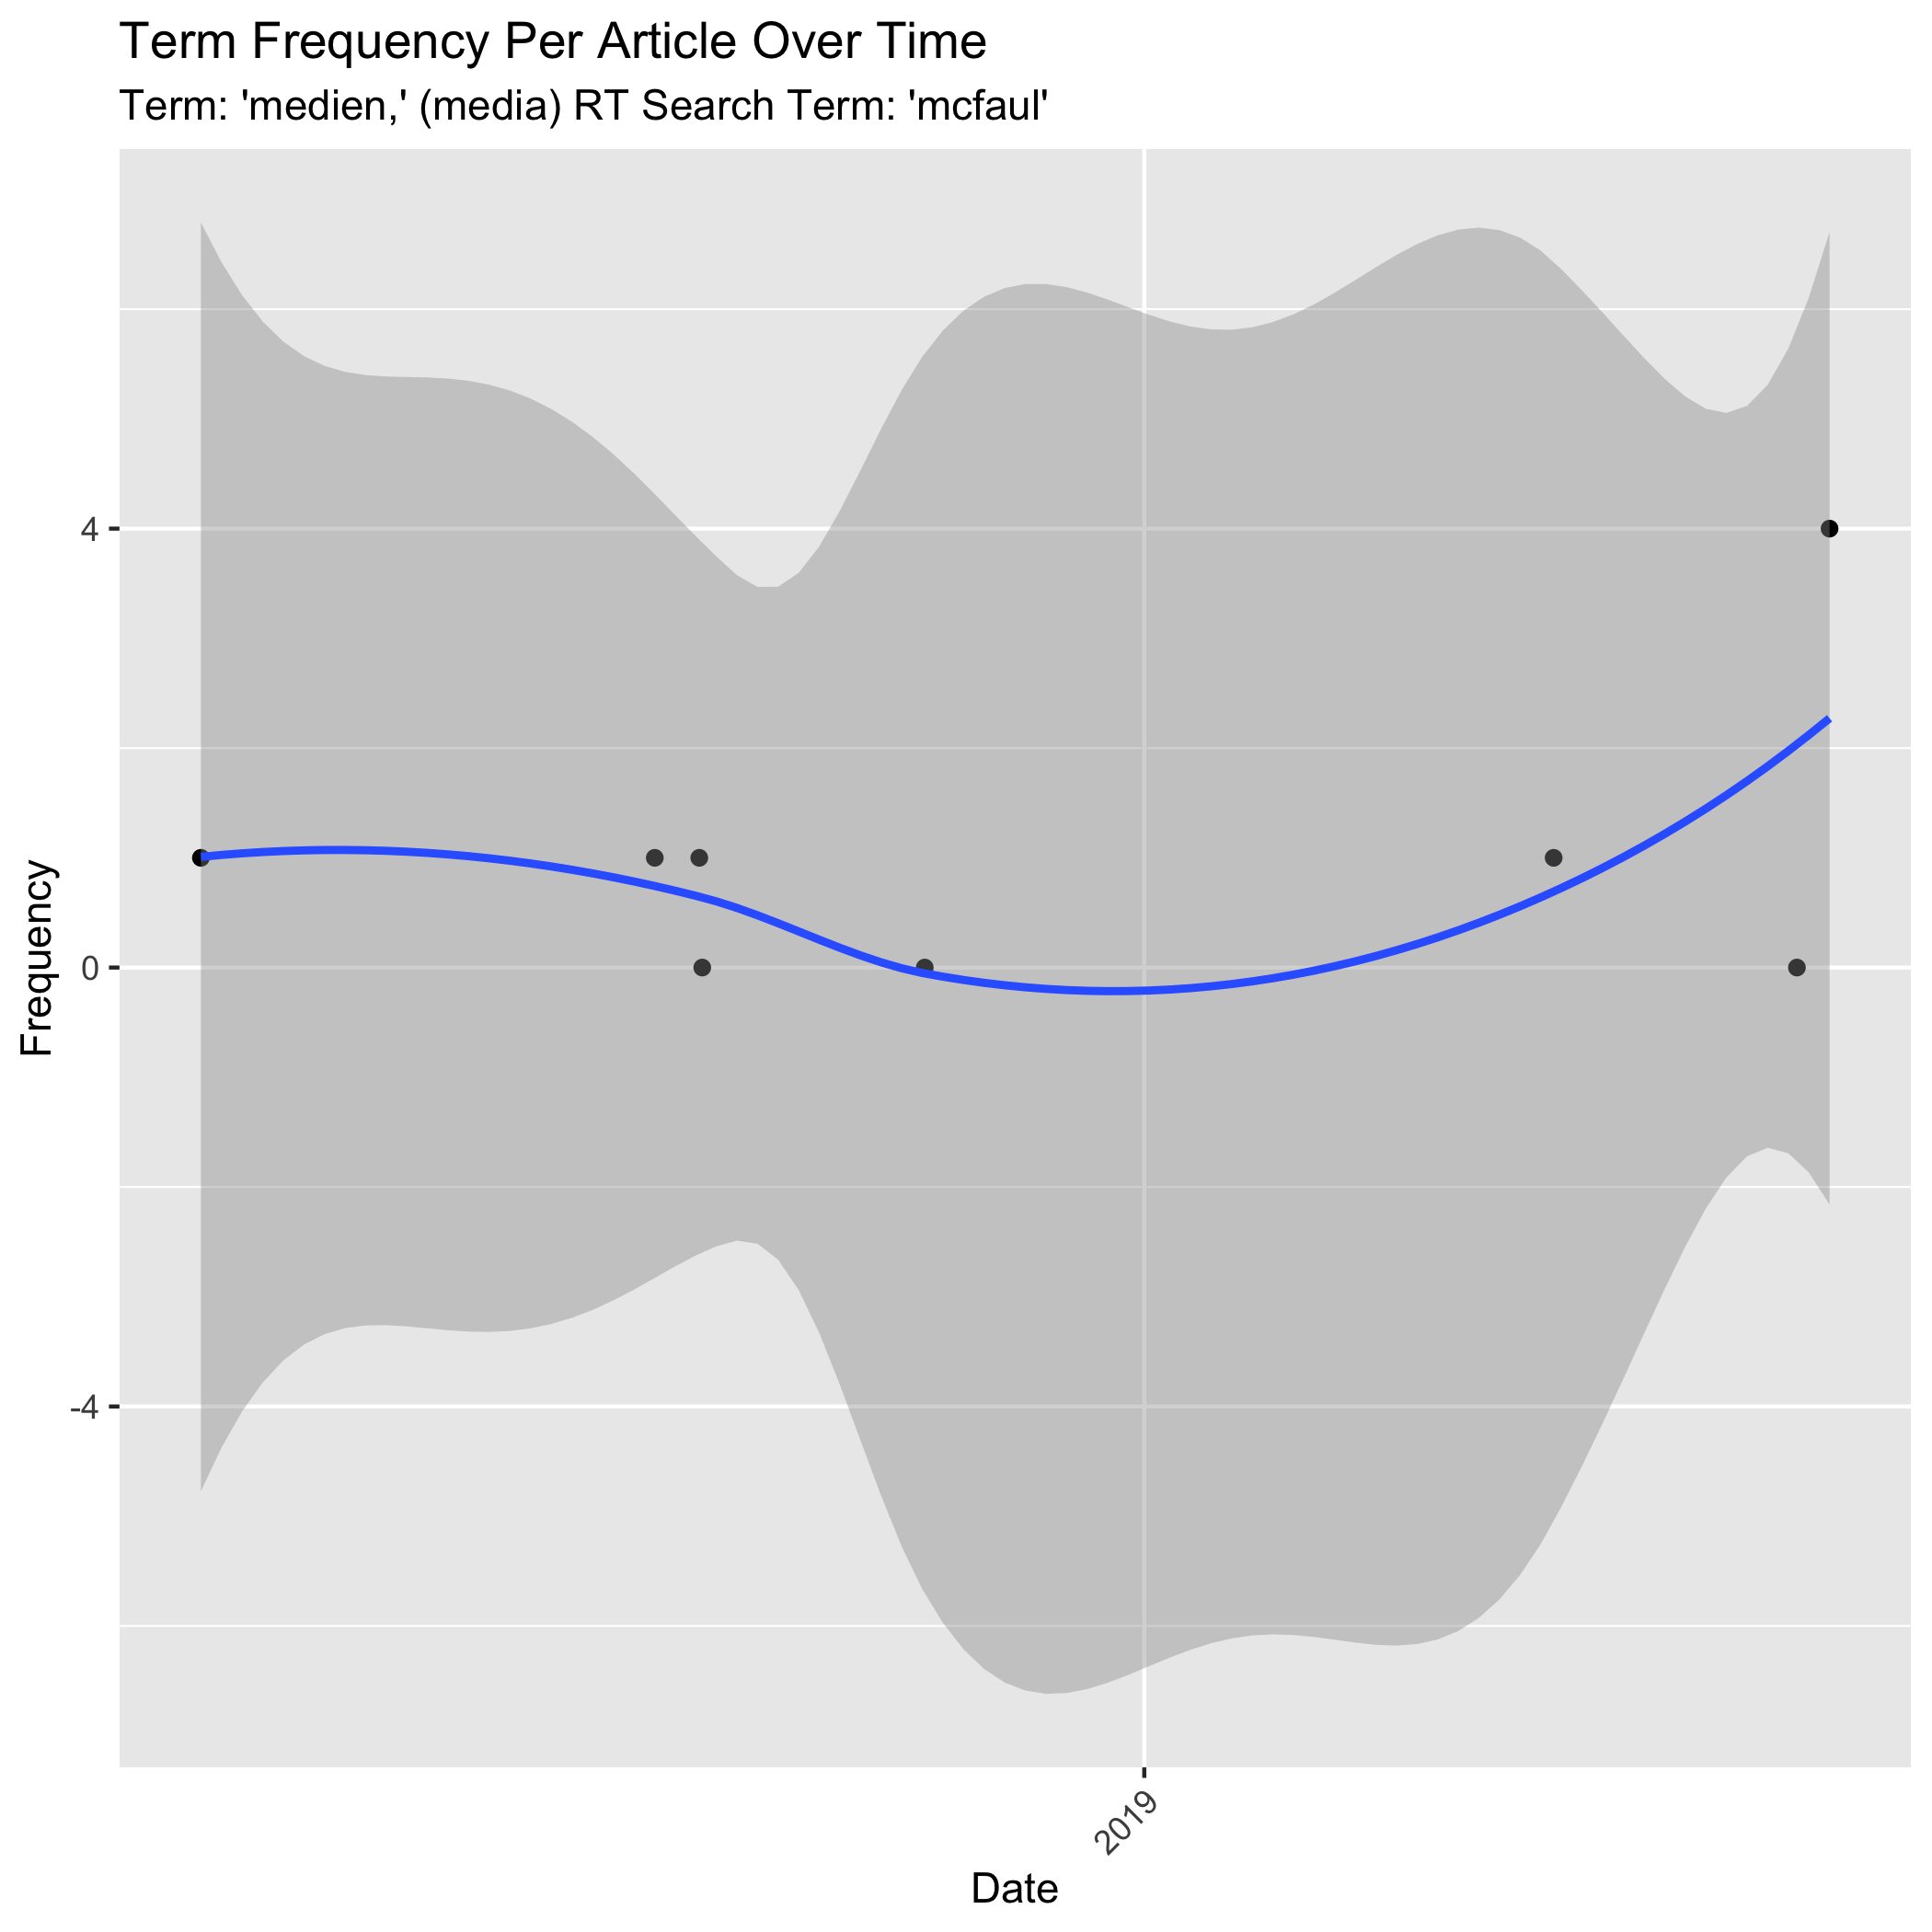 Term Frequency Per Article Over Time
Term: 'medien,' (media) RT Search Term: 'mcfaul'
Frequency
4
0
-4
2019
Date